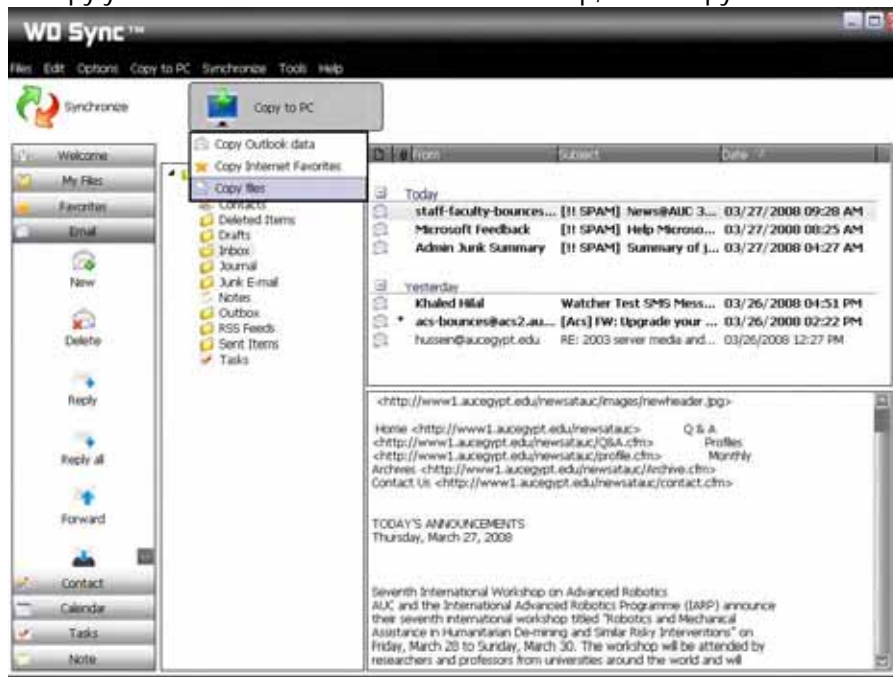 WD Sync™
Files Edit Options Copy to PC Synchronize Tools Help
Synchronize
Copy to PC
Copy Outlook data
Copy Internet Favorites
Copy files
Welcome
My Files
Favorites
Email
New
Delete
Reply
Reply all
Forward
Contact
Calendar
Tasks
Note
Contacts
Deleted Items
Drafts
Inbox
Journal
Junk E-mail
Notes
Outbox
RSS Feeds
Sent Items
Tasks
From Subject Date
Today
staff-faculty-bounces... [!! SPAM] News@AUC 3... 03/27/2008 09:28 AM
Microsoft Feedback [!! SPAM] Help Microso... 03/27/2008 08:25 AM
Admin Junk Summary [!! SPAM] Summary of j... 03/27/2008 04:27 AM
Yesterday
Khaled Hilal Watcher Test SMS Mess... 03/26/2008 04:51 PM
acs-bounces@acs2.au... [Acs] FW: Upgrade your ... 03/26/2008 02:22 PM
hussein@aucegypt.edu RE: 2003 server media and... 03/26/2008 12:27 PM
<http://www1.aucegypt.edu/newsatauc/images/newheader.jpg>
Home <http://www1.aucegypt.edu/newsatauc> Q & A
<http://www1.aucegypt.edu/newsatauc/Q&A.cfm> Profiles
<http://www1.aucegypt.edu/newsatauc/profile.cfm> Monthly
Archives <http://www1.aucegypt.edu/newsatauc/Archive.cfm>
Contact Us <http://www1.aucegypt.edu/newsatauc/contact.cfm>
TODAY'S ANNOUNCEMENTS
Thursday, March 27, 2008
Seventh International Workshop on Advanced Robotics
AUC and the International Advanced Robotics Programme (IARP) announce
their seventh international workshop titled "Robotics and Mechanical
Assistance in Humanitarian De-mining and Similar Risky Interventions" on
Friday, March 28 to Sunday, March 30. The workshop will be attended by
researchers and professors from universities around the world and will